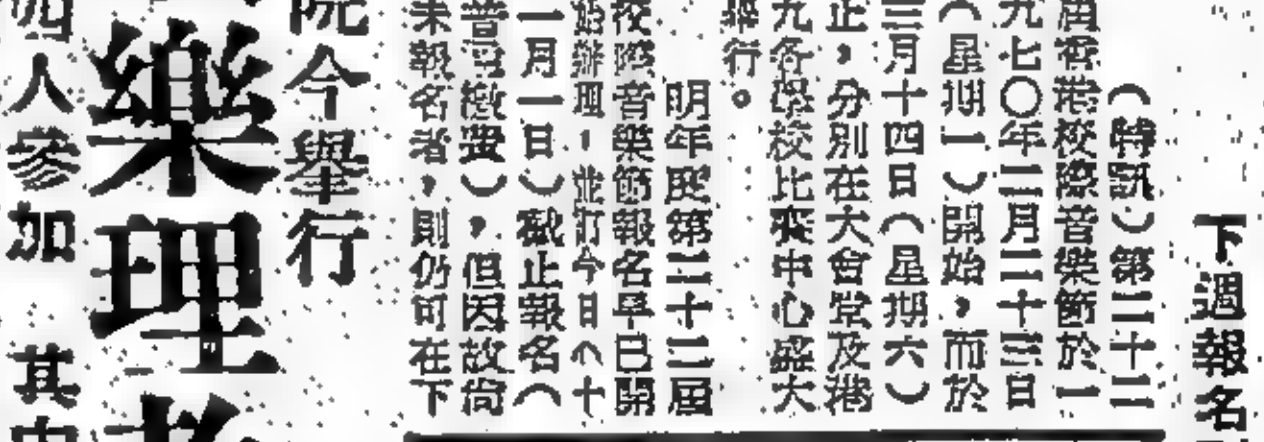 下週報名
（特訊）第二十二
屆香港校際音樂節於一
九七〇年二月二十三日
（星期一）開始，而於
三月十四日（星期六）
止，分別在大會堂及港
九各學校比賽中心盛大
舉行。
明年度第二十二屆
校際音樂節報名早已開
始辦理，並訂今日（十
一月一日）截止報名（
普通繳費），但因故尚
未報名者，則仍可在下
院今舉行
樂理考
四人參加 其中